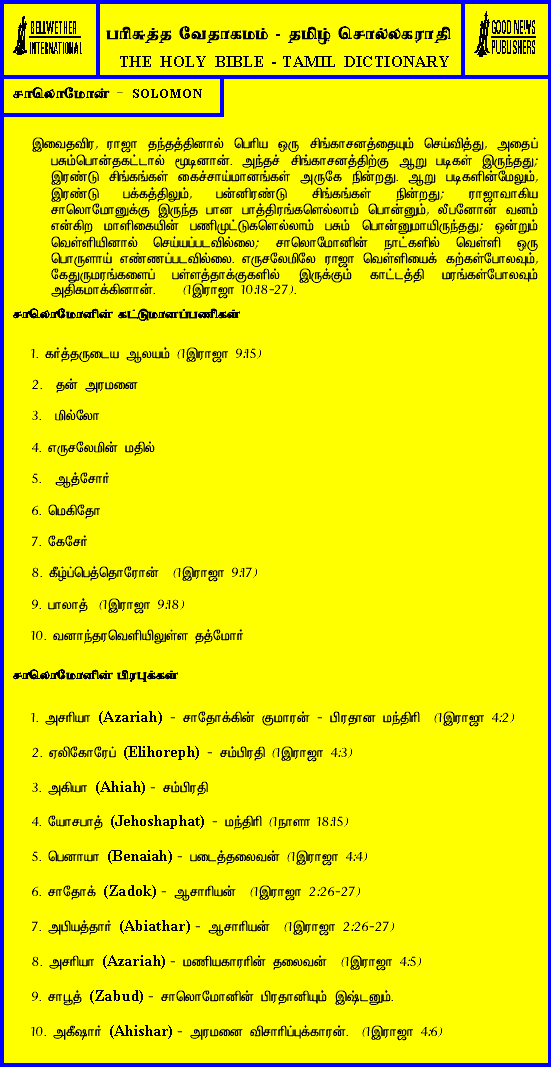 BELLWETHER
INTERNATIONAL
பரிசுத்த வேதாகமம் - தமிழ் சொல்லகராதி
THE HOLY BIBLE - TAMIL DICTIONARY
GOOD NEWS
PUBLISHERS
சாலொமோன் - SOLOMON
இவைதவிர, ராஜா தந்தத்தினால் பெரிய ஒரு சிங்காசனத்தையும் செய்வித்து, அதைப்
பசும்பொன்தகட்டால் மூடினான். அந்தச் சிங்காசனத்திற்கு ஆறு படிகள் இருந்தது;
இரண்டு சிங்கங்கள் கைச்சாய்மானங்கள் அருகே நின்றது. ஆறு படிகளின்மேலும்,
இரண்டு பக்கத்திலும், பன்னிரண்டு சிங்கங்கள் நின்றது; ராஜாவாகிய
சாலொமோனுக்கு இருந்த பான பாத்திரங்களெல்லாம் பொன்னும், லீபனோன் வனம்
என்கிற மாளிகையின் பணிமுட்டுகளெல்லாம் பசும் பொன்னுமாயிருந்தது; ஒன்றும்
வெள்ளியினால் செய்யப்படவில்லை; சாலொமோனின் நாட்களில் வெள்ளி ஒரு
பொருளாய் எண்ணப்படவில்லை. எருசலேமிலே ராஜா வெள்ளியைக் கற்கள்போலவும்,
கேதுருமரங்களைப் பள்ளத்தாக்குகளில் இருக்கும் காட்டத்தி மரங்கள்போலவும்
அதிகமாக்கினான். (1இராஜா 10:18-27).
சாலொமோனின் கட்டுமானப்பணிகள்
1. கர்த்தருடைய ஆலயம் (1இராஜா 9:15)
2. தன் அரமனை
3. மில்லோ
4. எருசலேமின் மதில்
5. ஆத்சோர்
6. மெகிதோ
7. கேசேர்
8. கீழ்ப்பெத்தொரோன் (1இராஜா 9:17)
9. பாலாத் (1இராஜா 9:18)
10. வனாந்தரவெளியிலுள்ள தத்மோர்
சாலொமோனின் பிரபுக்கள்
1. அசரியா (Azariah) - சாதோக்கின் குமாரன் - பிரதான மந்திரி (1இராஜா 4:2)
2. ஏலிகோரேப் (Elihoreph) - சம்பிரதி (1இராஜா 4:3)
3. அகியா (Ahiah) - சம்பிரதி
4. யோசபாத் (Jehoshaphat) - மந்திரி (1நாளா 18:15)
5. பெனாயா (Benaiah) - படைத்தலைவன் (1இராஜா 4:4)
6. சாதோக் (Zadok) - ஆசாரியன் (1இராஜா 2:26-27)
7. அபியத்தார் (Abiathar) - ஆசாரியன் (1இராஜா 2:26-27)
8. அசரியா (Azariah) - மணியகாரரின் தலைவன் (1இராஜா 4:5)
9. சாபூத் (Zabud) - சாலொமோனின் பிரதானியும் இஷ்டனும்.
10. அகீஷார் (Ahishar) - அரமனை விசாரிப்புக்காரன். (1இராஜா 4:6)